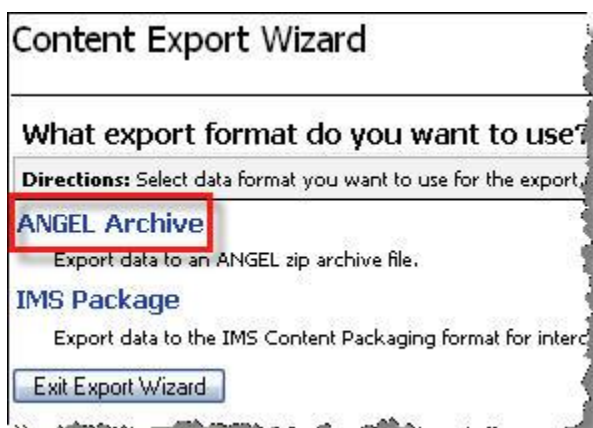 Content Export Wizard
What export format do you want to use?
Directions: Select data format you want to use for the export
ANGEL Archive
Export data to an ANGEL zip archive file.
IMS Package
Export data to the IMS Content Packaging format for
Exit Export Wizard